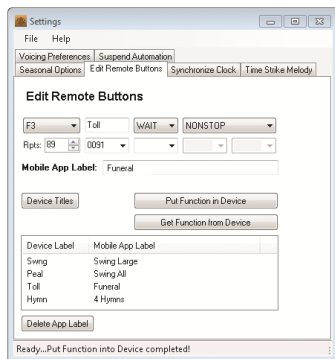 Settings
File Help
Voicing Preferences Suspend Automation
Seasonal Options Edit Remote Buttons Synchronize Clock Time Strike Melody
Edit Remote Buttons
F3 Toll WAIT NONSTOP
Rpts: 89 0091
Mobile App Label: Funeral
Device Titles Put Function in Device
Get Function from Device
Device Label Mobile App Label
Swng Swing Large
Peal Swing All
Toll Funeral
Hymn 4 Hymns
Delete App Label
Ready...Put Function into Device completed!